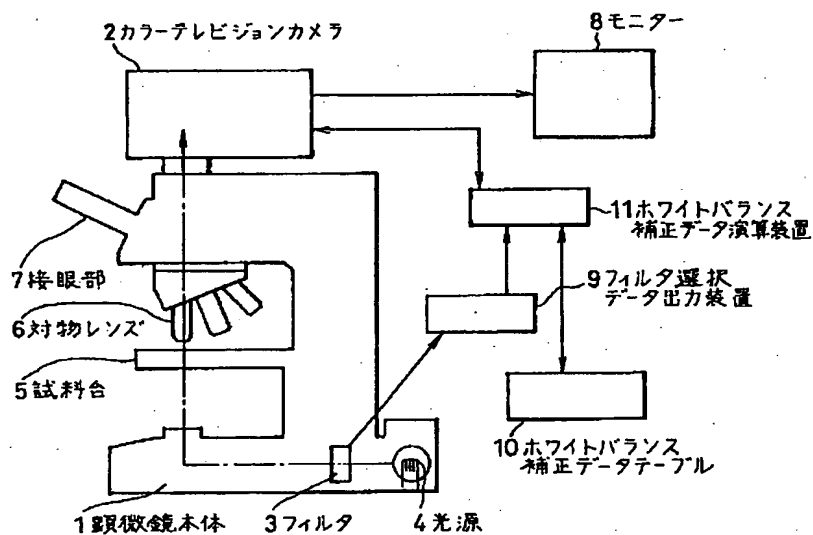 2カラーテレビジョンカメラ
8モニター
11ホワイトバランス
補正データ演算装置
7接眼部
9フィルタ選択
データ出力装置
6対物レンズ
5試料台
10ホワイトバランス
補正データテーブル
1顕微鏡本体
3フィルタ
4光源